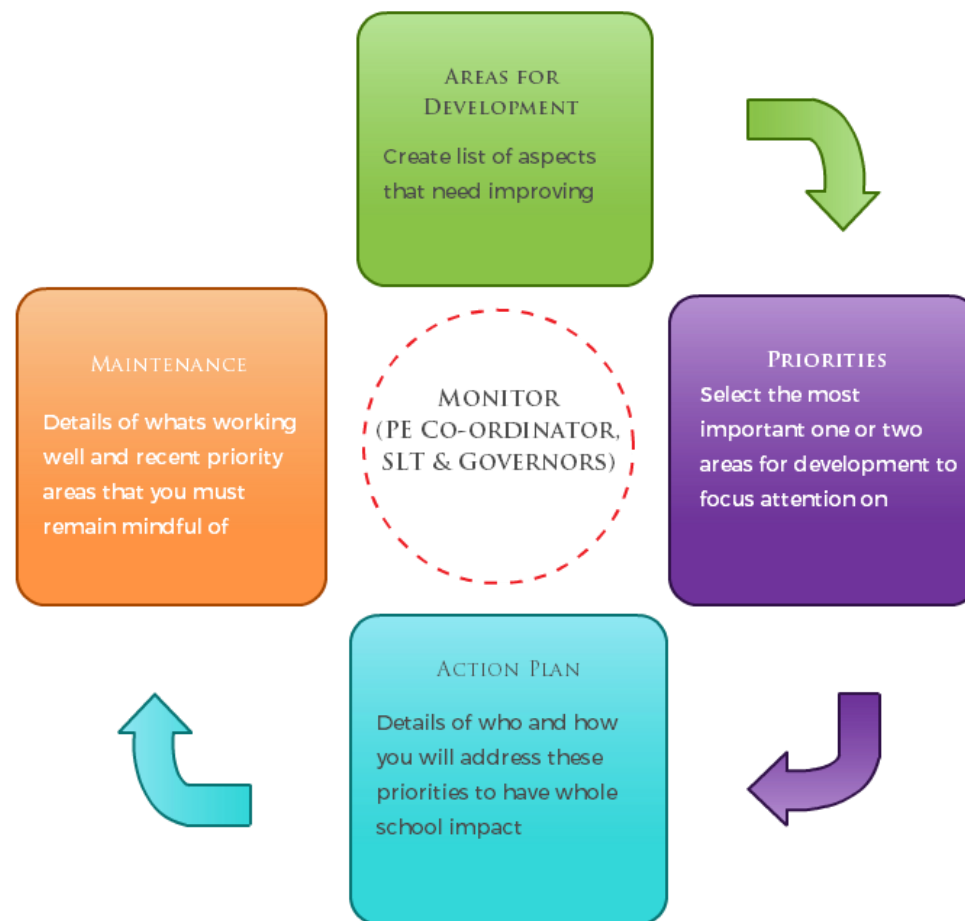 AREAS FOR
DEVELOPMENT
Create list of aspects
that need improving
PRIORITIES
Select the most
important one or two
areas for development to
focus attention on
ACTION PLAN
Details of who and how
you will address these
priorities to have whole
school impact
MAINTENANCE
Details of whats working
well and recent priority
areas that you must
remain mindful of
MONITOR
(PE CO-ORDINATOR,
SLT & GOVERNORS)